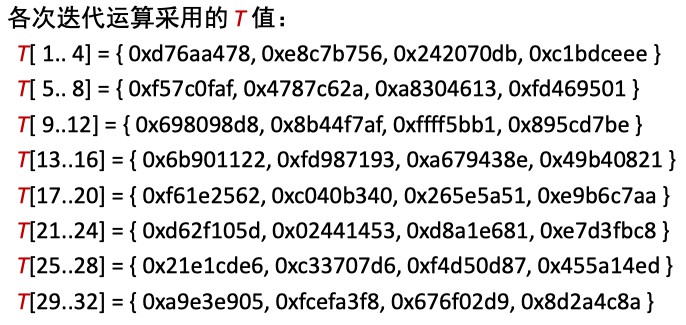 各次迭代运算采用的 T 值：
T[ 1.. 4] = { 0xd76aa478, 0xe8c7b756, 0x242070db, 0xc1bdceee }
T[ 5.. 8] = { 0xf57c0faf, 0x4787c62a, 0xa8304613, 0xfd469501 }
T[ 9..12] = { 0x698098d8, 0x8b44f7af, 0xffff5bb1, 0x895cd7be }
T[13..16] = { 0x6b901122, 0xfd987193, 0xa679438e, 0x49b40821 }
T[17..20] = { 0xf61e2562, 0xc040b340, 0x265e5a51, 0xe9b6c7aa }
T[21..24] = { 0xd62f105d, 0x02441453, 0xd8a1e681, 0xe7d3fbc8 }
T[25..28] = { 0x21e1cde6, 0xc33707d6, 0xf4d50d87, 0x455a14ed }
T[29..32] = { 0xa9e3e905, 0xfcefa3f8, 0x676f02d9, 0x8d2a4c8a }